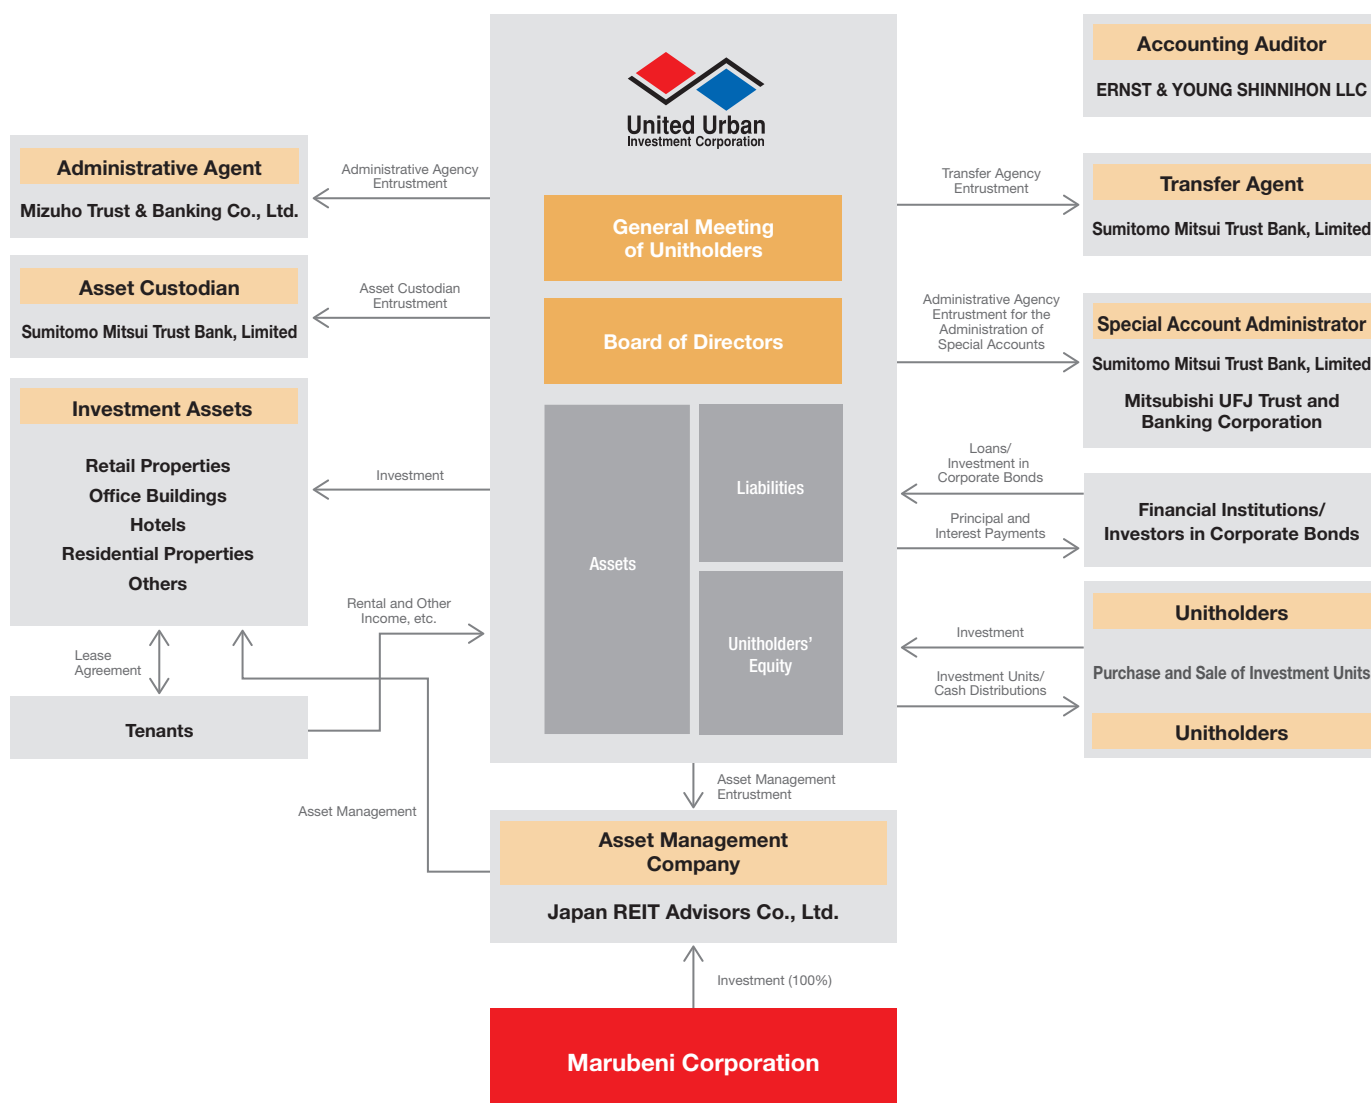 United Urban
Investment Corporation
General Meeting
of Unitholders
Board of Directors
Assets
Liabilities
Unitholders'
Equity
Administrative Agent
Mizuho Trust & Banking Co., Ltd.
Administrative Agency
Entrustment
Asset Custodian
Sumitomo Mitsui Trust Bank, Limited
Asset Custodian
Entrustment
Investment Assets
Retail Properties
Office Buildings
Hotels
Residential Properties
Others
Investment
Lease
Agreement
Tenants
Rental and Other
Income, etc.
Asset Management
Accounting Auditor
ERNST & YOUNG SHINNIHON LLC
Transfer Agency
Entrustment
Transfer Agent
Sumitomo Mitsui Trust Bank, Limited
Administrative Agency
Entrustment for the
Administration of
Special Accounts
Special Account Administrator
Sumitomo Mitsui Trust Bank, Limited
Mitsubishi UFJ Trust and
Banking Corporation
Loans/
Investment in
Corporate Bonds
Principal and
Interest Payments
Financial Institutions/
Investors in Corporate Bonds
Investment
Investment Units/
Cash Distributions
Unitholders
Purchase and Sale of Investment Units
Unitholders
Asset Management
Entrustment
Asset Management
Company
Japan REIT Advisors Co., Ltd.
Investment (100%)
Marubeni Corporation